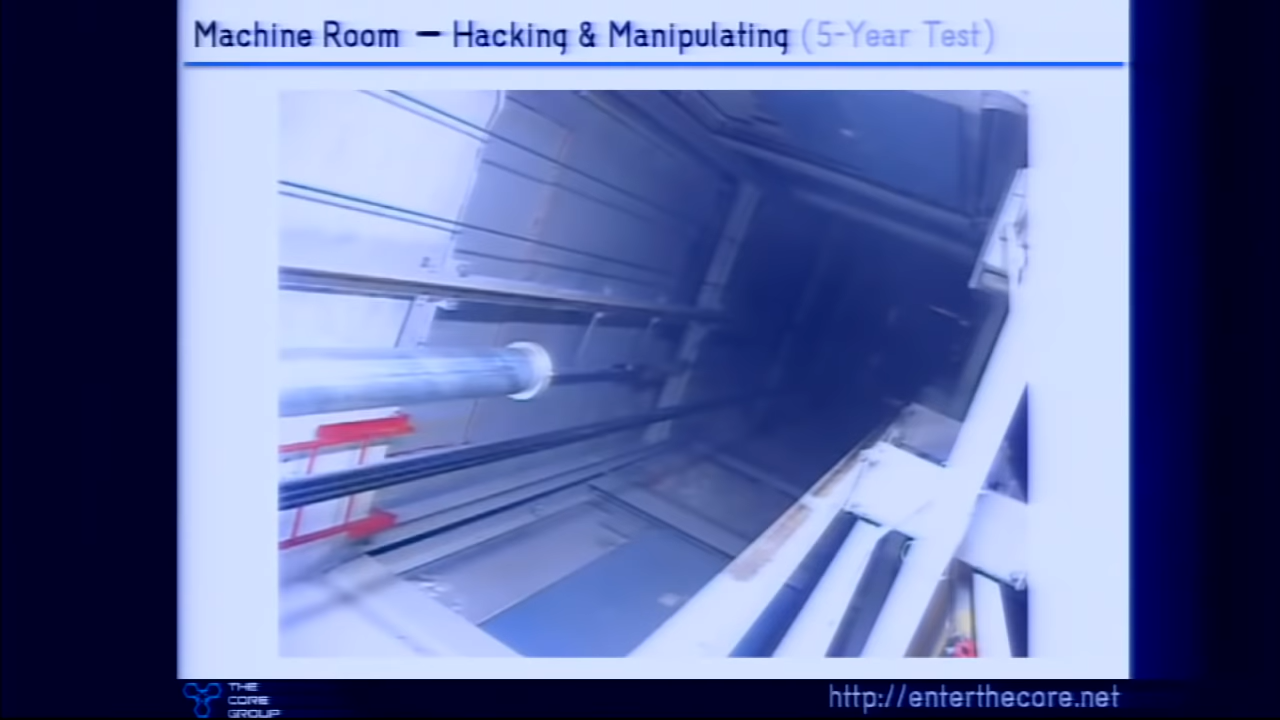 Machine Room — Hacking & Manipulating (5-Year Test)
THE
CORE
GROUP
http://enterthecore.net